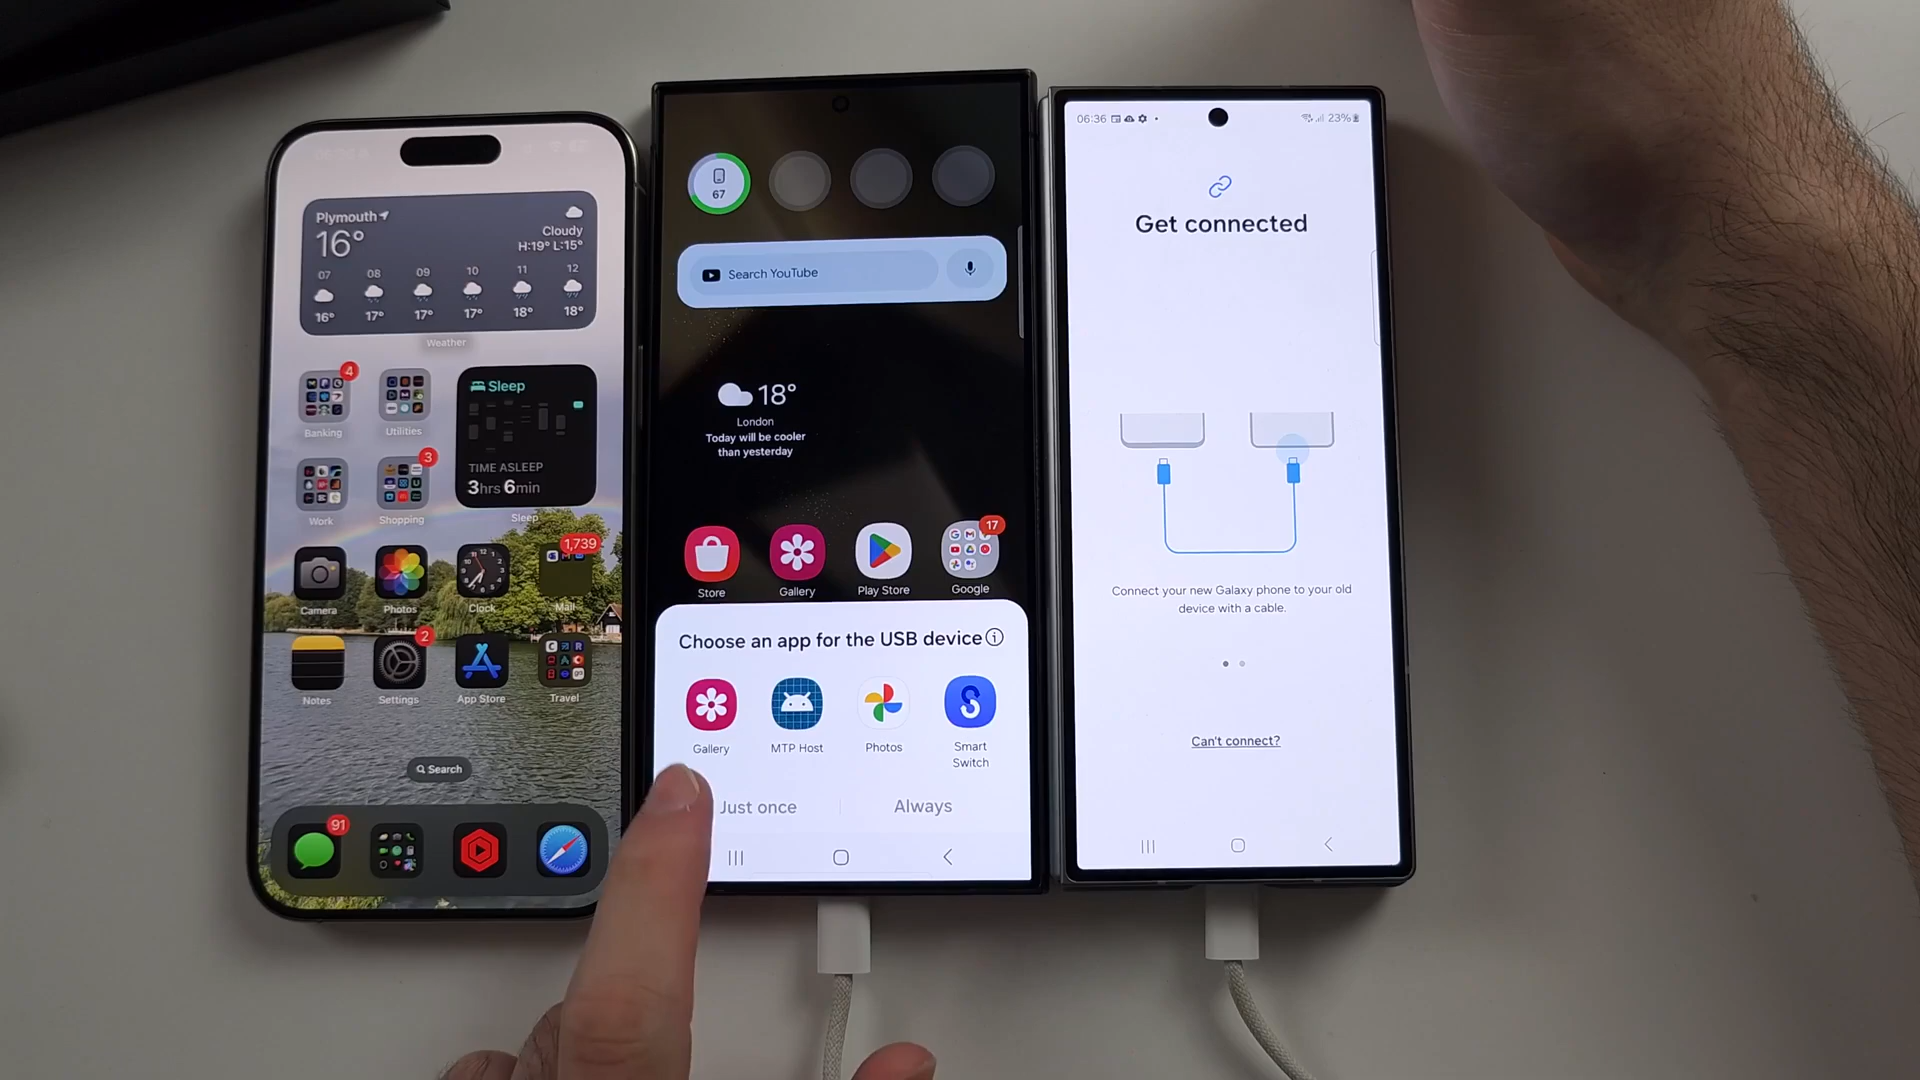 Plymouth
16°
Cloudy
H:19° L:15°
07 08 09 10 11 12
16° 17° 17° 17° 18° 18°
Weather
4
Banking
Utilities
Sleep
TIME ASLEEP
3hrs 6min
Sleep
3
Work
Shopping
1,739
Camera
Photos
Clock
Mail
2
Notes
Settings
App Store
Travel
Search
91
67
Search YouTube
18°
London
Today will be cooler
than yesterday
17
Store
Gallery
Play Store
Google
Choose an app for the USB device
Gallery
MTP Host
Photos
Smart
Switch
Just once
Always
06:36
23%
Get connected
Connect your new Galaxy phone to your old
device with a cable.
Can't connect?